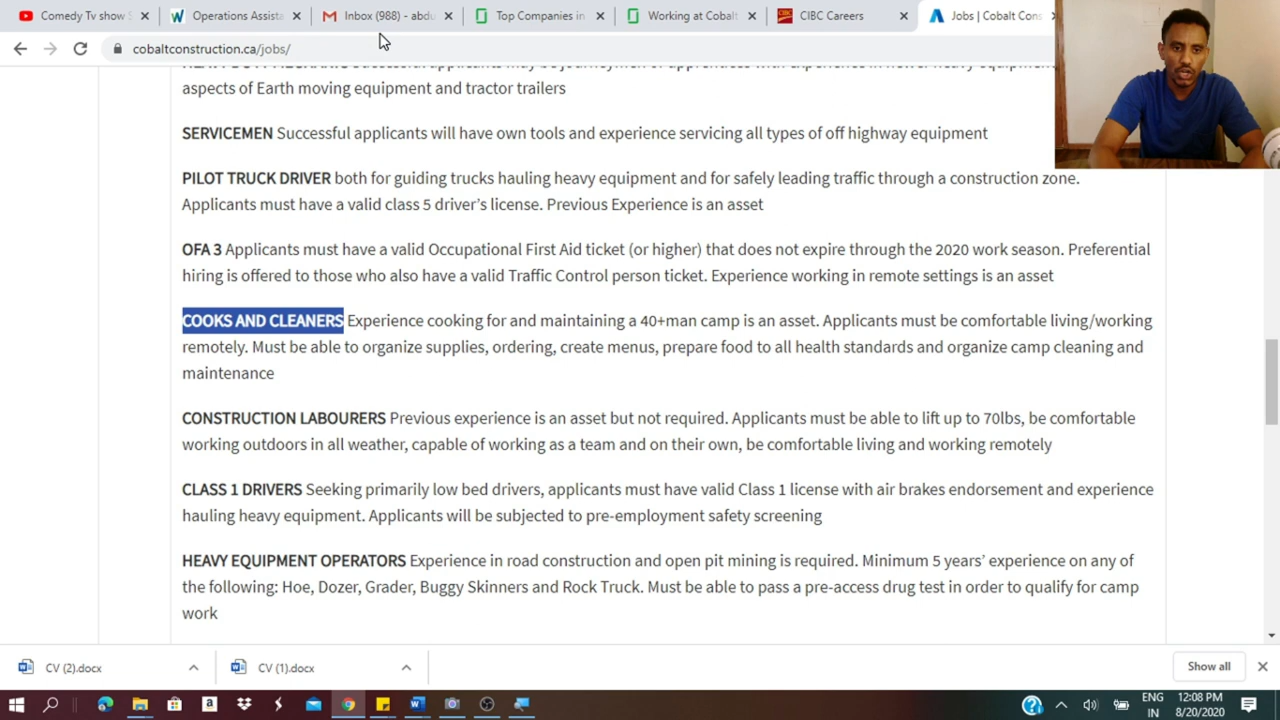 Comedy Tv show S
Operations Assista
Inbox (988) - abdu
Top Companies in
Working at Cobalt
CIBC
CIBC Careers
Jobs | Cobalt Cons
cobaltconstruction.ca/jobs/
aspects of Earth moving equipment and tractor trailers
SERVICEMEN Successful applicants will have own tools and experience servicing all types of off highway equipment
PILOT TRUCK DRIVER both for guiding trucks hauling heavy equipment and for safely leading traffic through a construction zone.
Applicants must have a valid class 5 driver's license. Previous Experience is an asset
OFA 3 Applicants must have a valid Occupational First Aid ticket (or higher) that does not expire through the 2020 work season. Preferential
hiring is offered to those who also have a valid Traffic Control person ticket. Experience working in remote settings is an asset
COOKS AND CLEANERS Experience cooking for and maintaining a 40+man camp is an asset. Applicants must be comfortable living/working
remotely. Must be able to organize supplies, ordering, create menus, prepare food to all health standards and organize camp cleaning and
maintenance
CONSTRUCTION LABOURERS Previous experience is an asset but not required. Applicants must be able to lift up to 70lbs, be comfortable
working outdoors in all weather, capable of working as a team and on their own, be comfortable living and working remotely
CLASS 1 DRIVERS Seeking primarily low bed drivers, applicants must have valid Class 1 license with air brakes endorsement and experience
hauling heavy equipment. Applicants will be subjected to pre-employment safety screening
HEAVY EQUIPMENT OPERATORS Experience in road construction and open pit mining is required. Minimum 5 years' experience on any of
the following: Hoe, Dozer, Grader, Buggy Skinners and Rock Truck. Must be able to pass a pre-access drug test in order to qualify for camp
work
CV (2).docx
CV (1).docx
Show all
ENG
IN
12:08 PM
8/20/2020